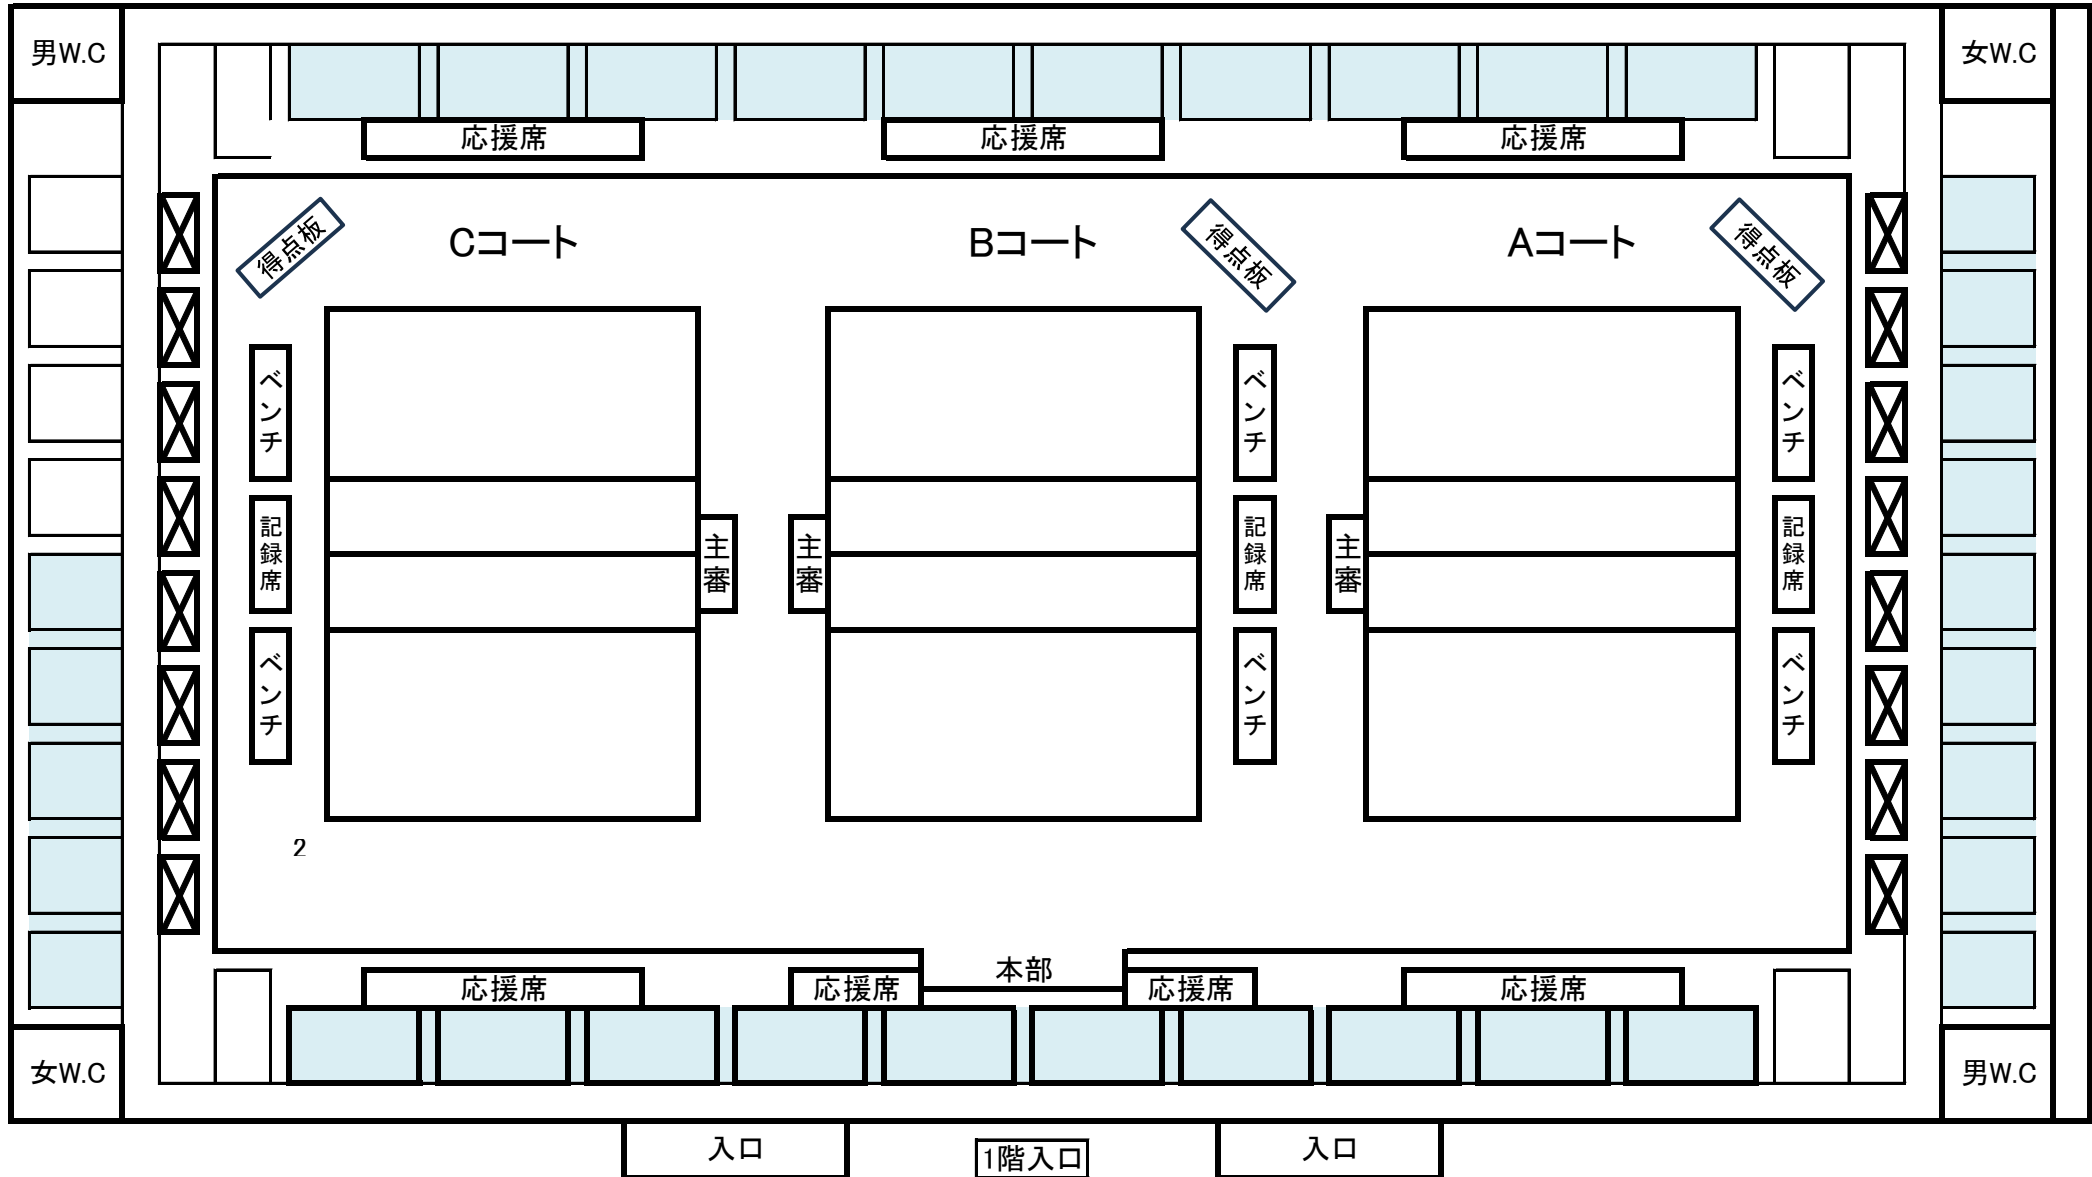 男W.C
女W.C
応援席
応援席
応援席
得点板
Cコート
Bコート
得点板
Aコート
得点板
ベンチ
ベンチ
ベンチ
記録席
主審
主審
記録席
主審
記録席
ベンチ
ベンチ
ベンチ
2
本部
応援席
応援席
応援席
応援席
女W.C
男W.C
入口
1階入口
入口